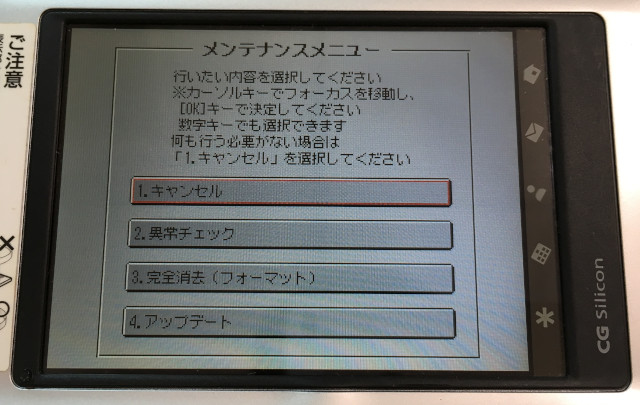 メンテナンスメニュー
行いたい内容を選択してください
※カーソルキーでフォーカスを移動し、
[OK]キーで決定してください
数字キーでも選択できます
何も行う必要がない場合は
「1.キャンセル」を選択してください
1.キャンセル
2.異常チェック
3.完全消去(フォーマット)
4.アップデート
ご注意
CG Silicon